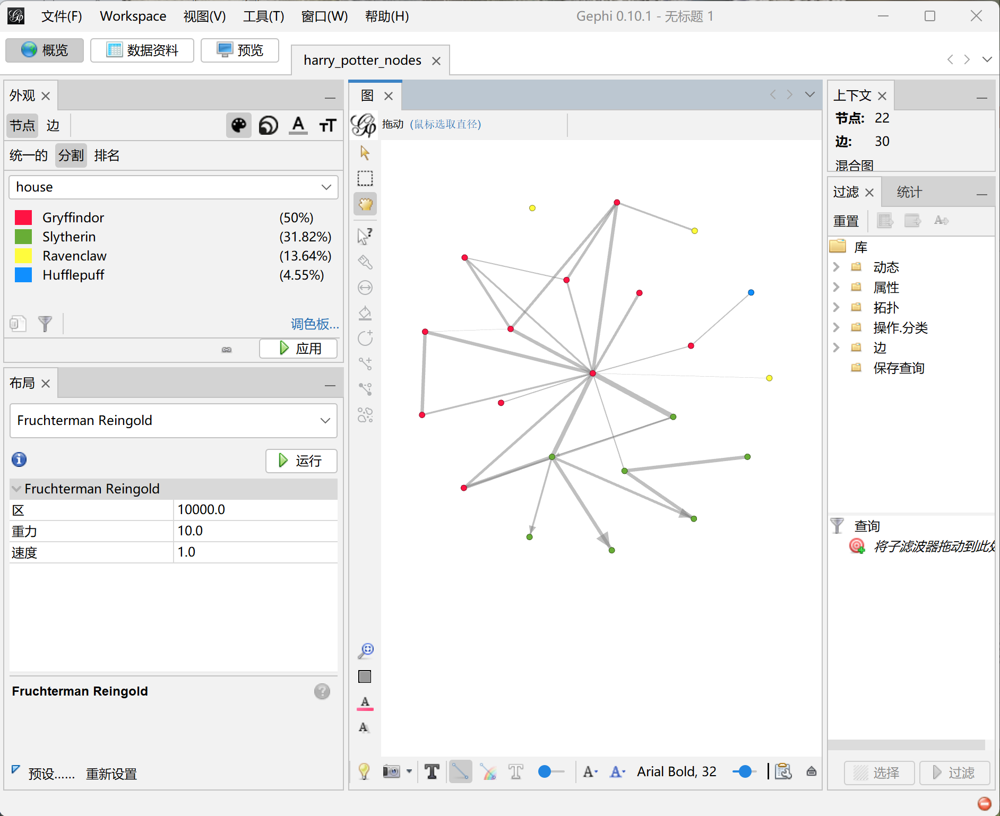 文件(F) Workspace 视图(V) 工具(T) 窗口(W) 帮助(H) Gephi 0.10.1 - 无标题 1
概览 数据资料 预览 harry_potter_nodes
外观
节点 边
统一的 分割 排名
house
Gryffindor (50%)
Slytherin (31.82%)
Ravenclaw (13.64%)
Hufflepuff (4.55%)
调色板...
应用
布局
Fruchterman Reingold
运行
Fruchterman Reingold
区 10000.0
重力 10.0
速度 1.0
Fruchterman Reingold
预设...... 重新设置
图
拖动 (鼠标选取直径)
Arial Bold, 32
上下文
节点: 22
边: 30
混合图
过滤 统计
重置
库
动态
属性
拓扑
操作.分类
边
保存查询
查询
将子滤波器拖动到此处
选择 过滤